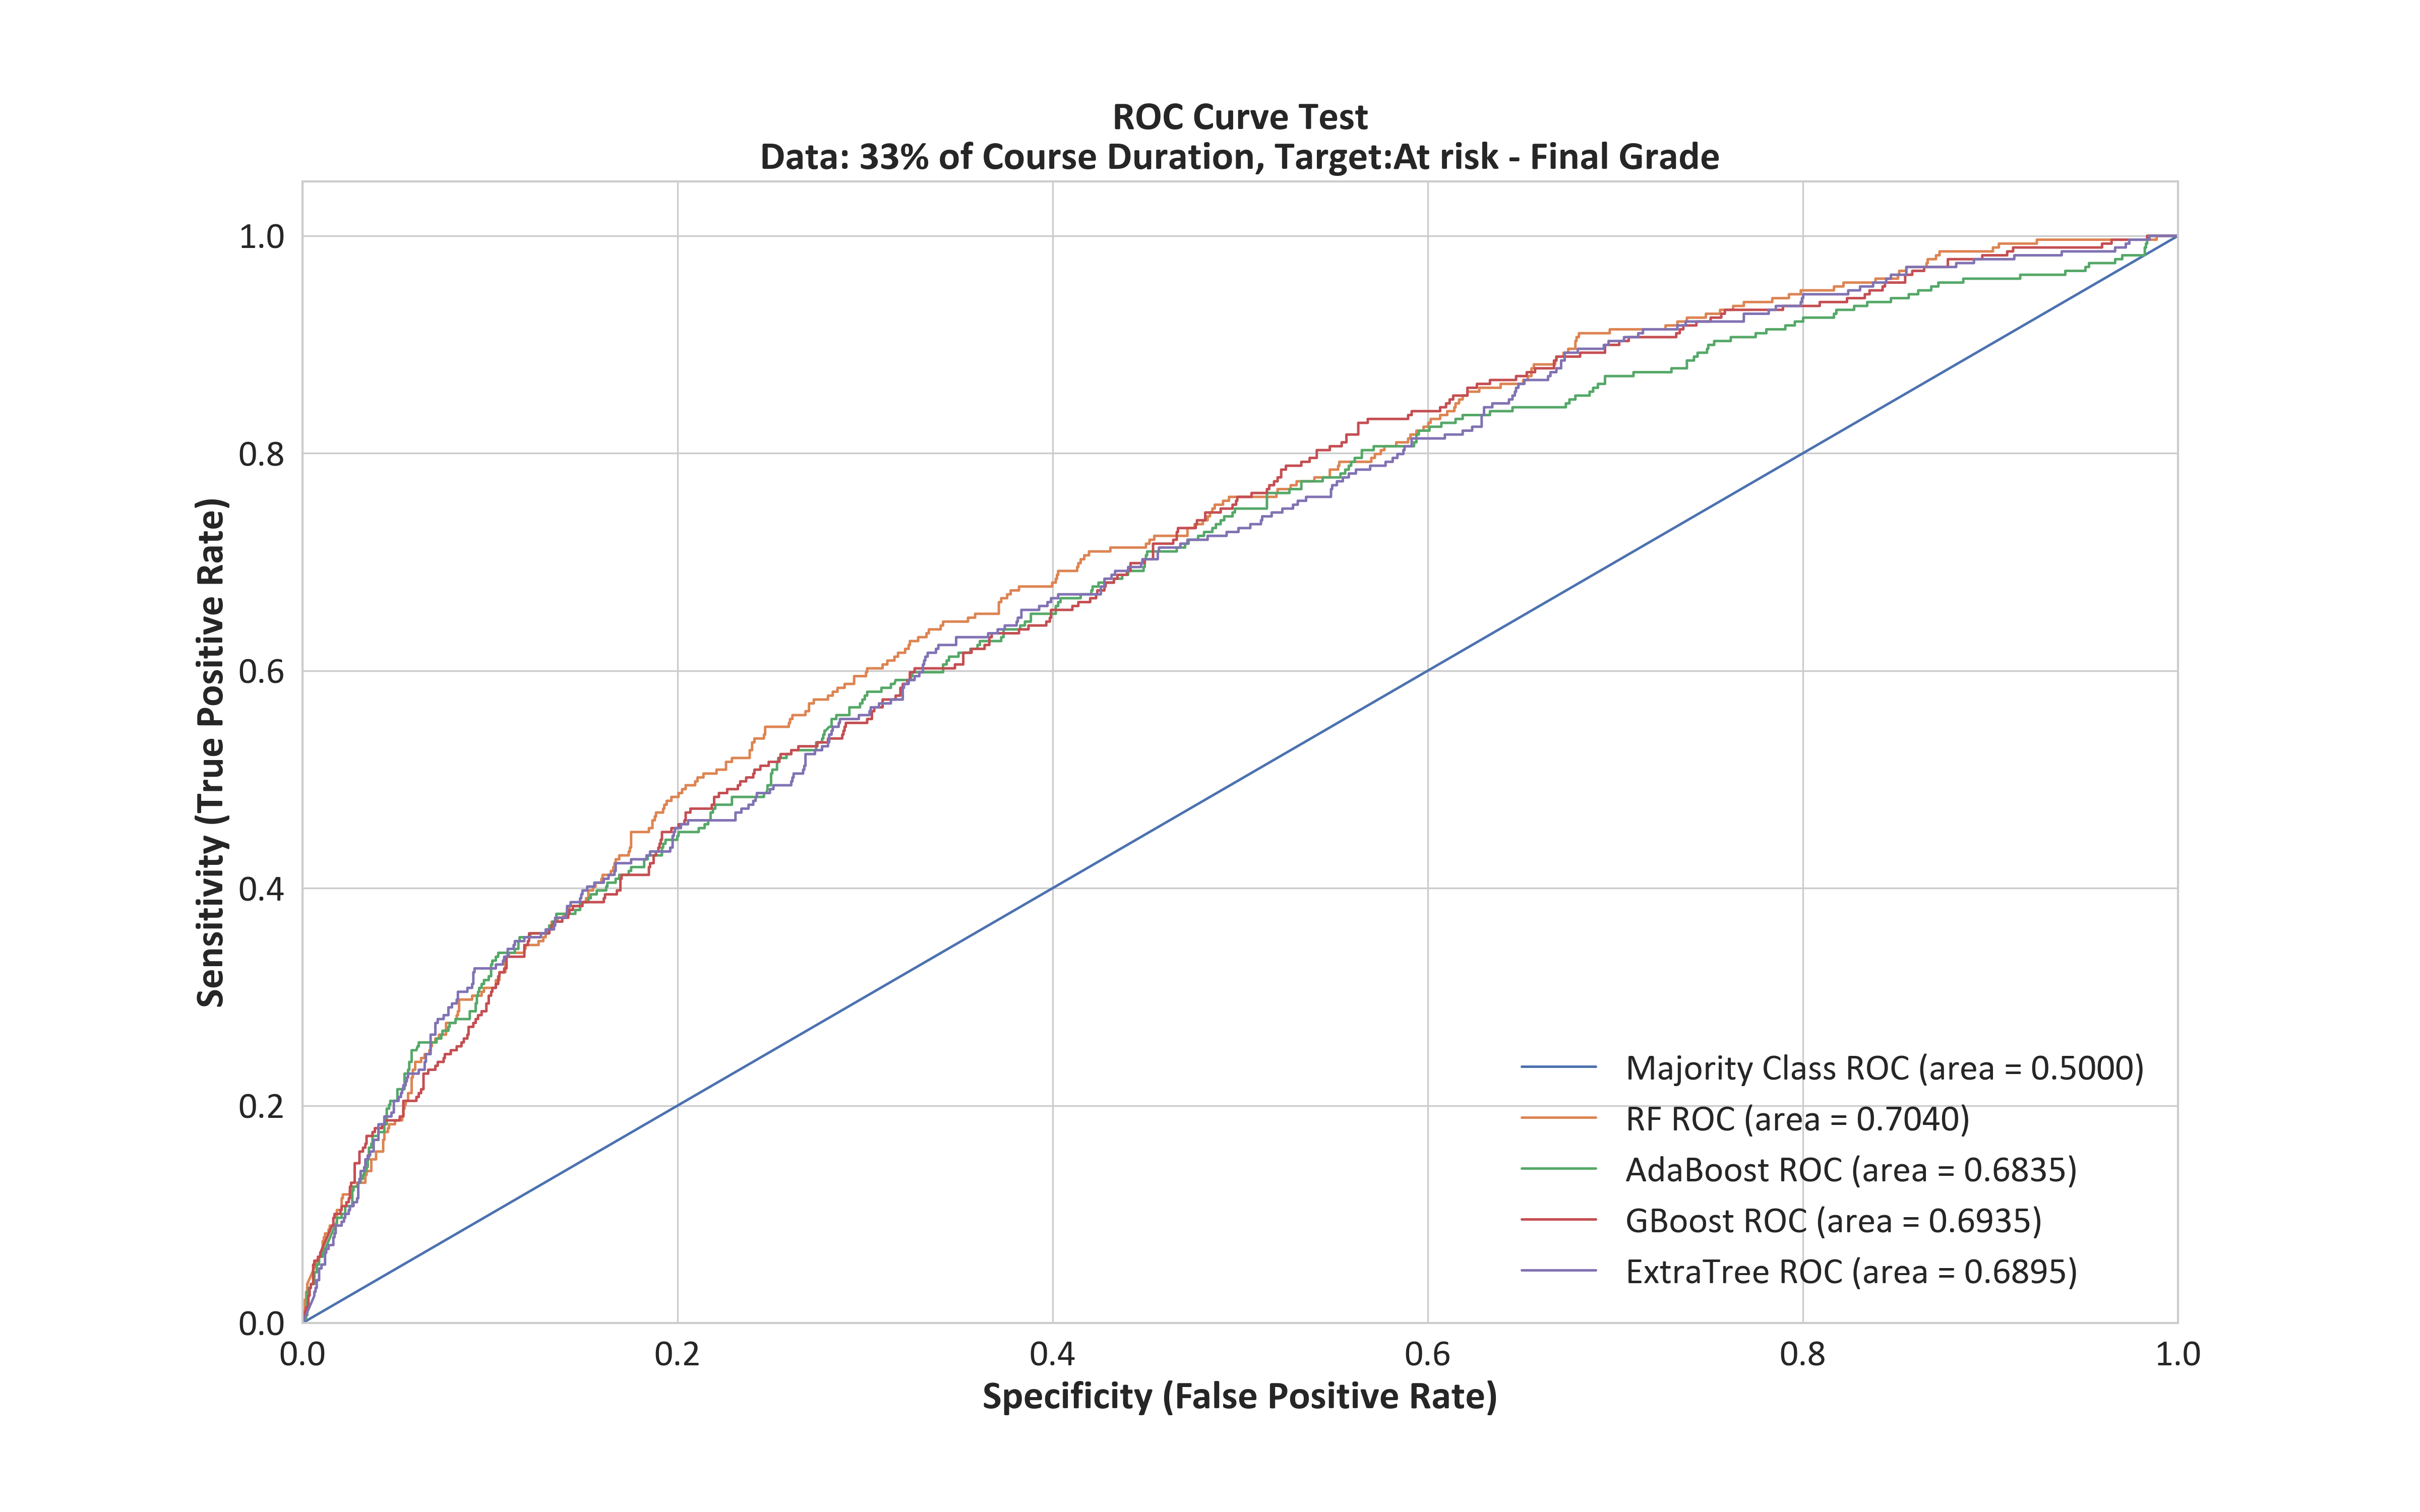 ROC Curve Test
Data: 33% of Course Duration, Target:At risk - Final Grade
Sensitivity (True Positive Rate)
1.0
0.8
0.6
0.4
0.2
0.0
0.0 0.2 0.4 0.6 0.8 1.0
Specificity (False Positive Rate)
Majority Class ROC (area = 0.5000)
RF ROC (area = 0.7040)
AdaBoost ROC (area = 0.6835)
GBoost ROC (area = 0.6935)
ExtraTree ROC (area = 0.6895)